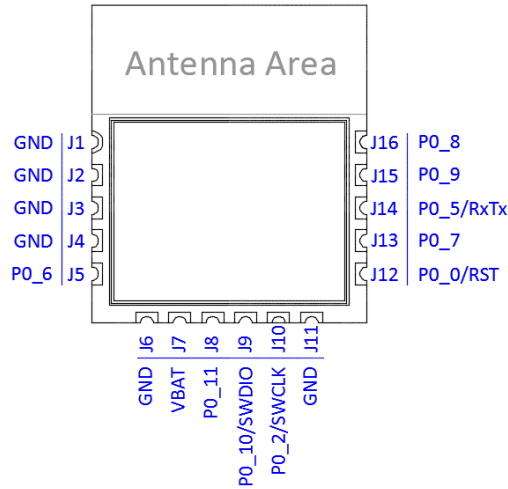 Antenna Area
GND J1
GND J2
GND J3
GND J4
P0_6 J5
J16 P0_8
J15 P0_9
J14 P0_5/RxTx
J13 P0_7
J12 P0_0/RST
J6 GND
J7 VBAT
J8 P0_11
J9 P0_10/SWDIO
J10 P0_2/SWCLK
J11 GND